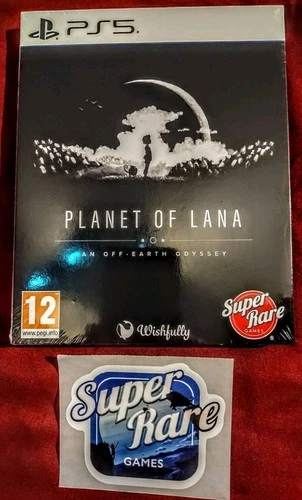 PS5
PLANET OF LANA
AN OFF-EARTH ODYSSEY
12
www.pegi.info
Wishfully
Super
Rare
GAMES
Super
Rare
GAMES